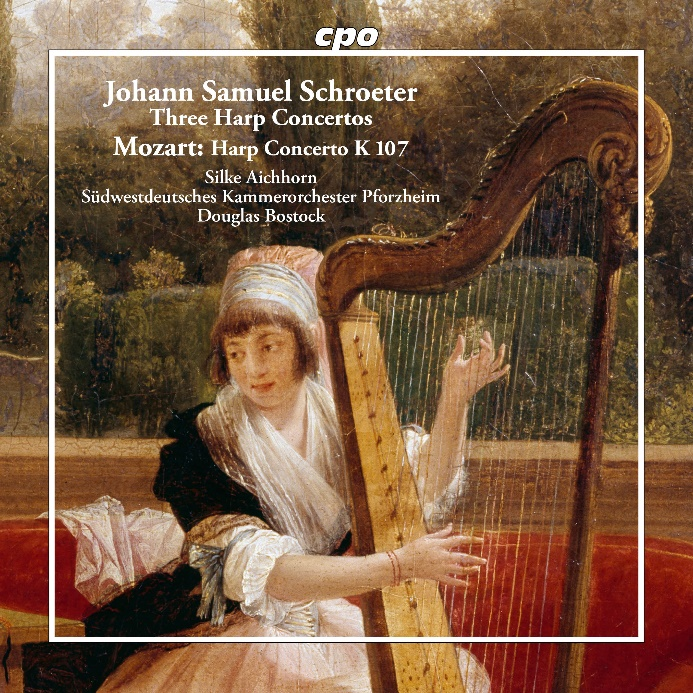 cpo
Johann Samuel Schroeter
Three Harp Concertos
Mozart: Harp Concerto K 107
Silke Aichhorn
Südwestdeutsches Kammerorchester Pforzheim
Douglas Bostock